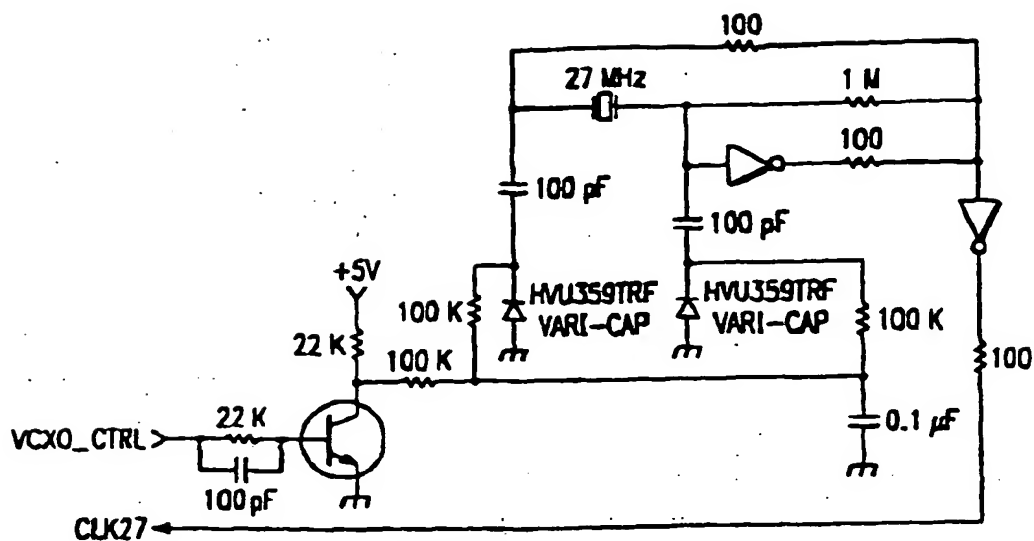 100
27 MHz
1 M
100
100 pF
100 pF
+5V
HVU359TRF
VARI-CAP
HVU359TRF
VARI-CAP
100 K
100 K
22 K
100 K
100
22 K
VCXO_CTRL
0.1 µF
100 pF
CLK27